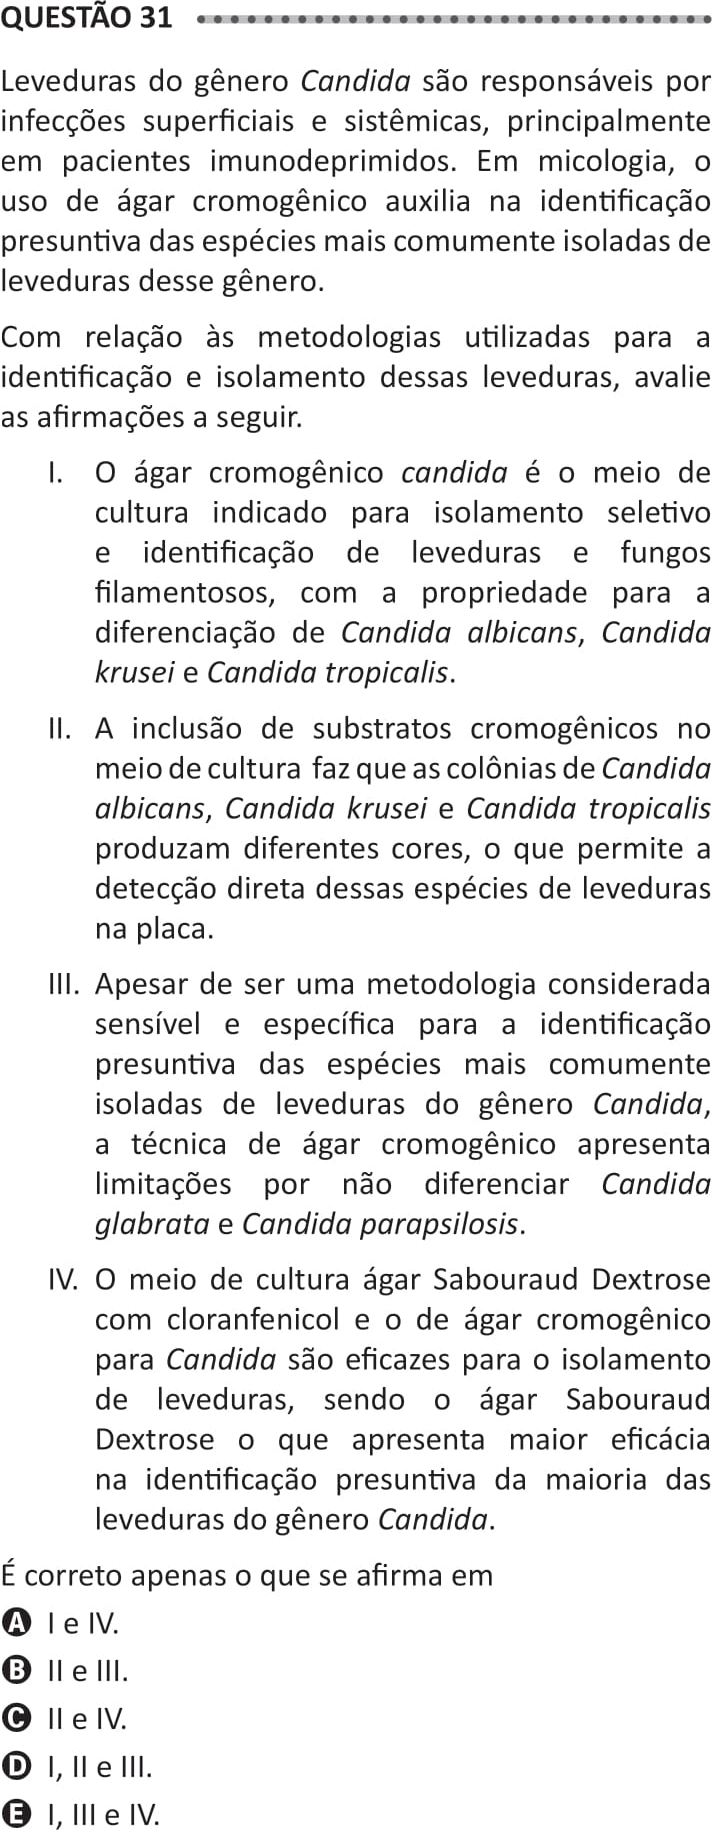 QUESTÃO 31
Leveduras do gênero Candida são responsáveis por
infecções superficiais e sistêmicas, principalmente
em pacientes imunodeprimidos. Em micologia, o
uso de ágar cromogênico auxilia na identificação
presuntiva das espécies mais comumente isoladas de
leveduras desse gênero.
Com relação às metodologias utilizadas para a
identificação e isolamento dessas leveduras, avalie
as afirmações a seguir.
I. O ágar cromogênico candida é o meio de
cultura indicado para isolamento seletivo
e identificação de leveduras e fungos
filamentosos, com a propriedade para a
diferenciação de Candida albicans, Candida
krusei e Candida tropicalis.
II. A inclusão de substratos cromogênicos no
meio de cultura faz que as colônias de Candida
albicans, Candida krusei e Candida tropicalis
produzam diferentes cores, o que permite a
detecção direta dessas espécies de leveduras
na placa.
III. Apesar de ser uma metodologia considerada
sensível e específica para a identificação
presuntiva das espécies mais comumente
isoladas de leveduras do gênero Candida,
a técnica de ágar cromogênico apresenta
limitações por não diferenciar Candida
glabrata e Candida parapsilosis.
IV. O meio de cultura ágar Sabouraud Dextrose
com cloranfenicol e o de ágar cromogênico
para Candida são eficazes para o isolamento
de leveduras, sendo o ágar Sabouraud
Dextrose o que apresenta maior eficácia
na identificação presuntiva da maioria das
leveduras do gênero Candida.
É correto apenas o que se afirma em
A I e IV.
B II e III.
C II e IV.
D I, II e III.
E I, III e IV.